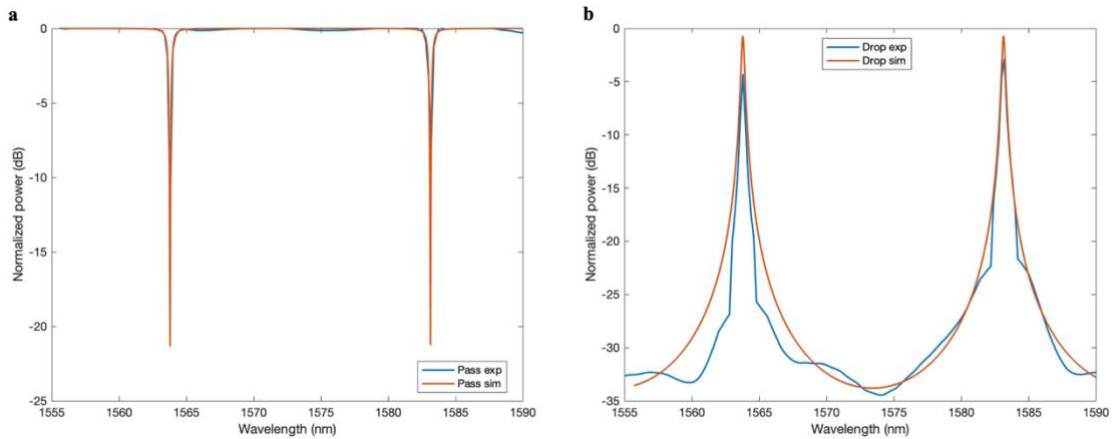 a
0
-5
-10
-15
-20
-25
Normalized power (dB)
1555 1560 1565 1570 1575 1580 1585 1590
Wavelength (nm)
Pass exp
Pass sim
b
0
-5
-10
-15
-20
-25
-30
-35
Normalized power (dB)
1555 1560 1565 1570 1575 1580 1585 1590
Wavelength (nm)
Drop exp
Drop sim